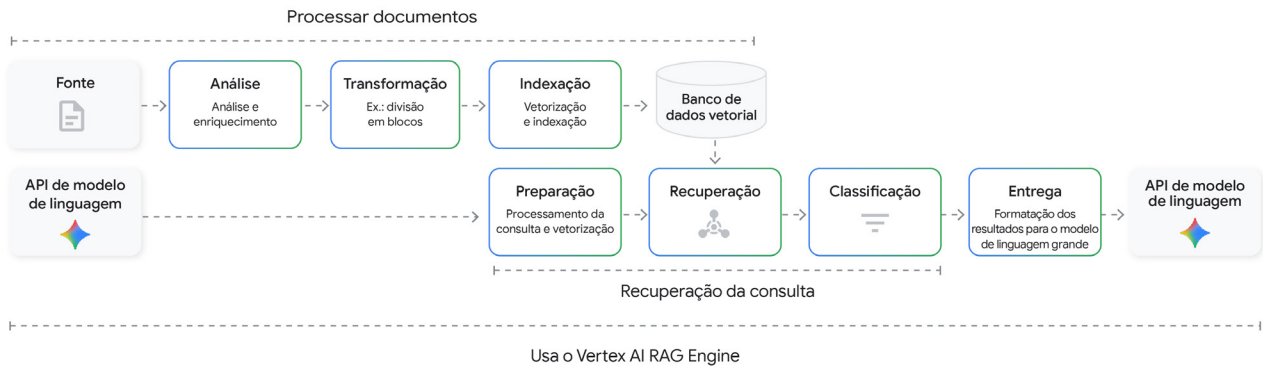 Processar documentos
Fonte
Análise
Análise e
enriquecimento
Transformação
Ex.: divisão
em blocos
Indexação
Vetorização
e indexação
Banco de
dados vetorial
API de modelo
de linguagem
Preparação
Processamento da
consulta e vetorização
Recuperação
Classificação
Entrega
Formatação dos
resultados para o modelo
de linguagem grande
API de modelo
de linguagem
Recuperação da consulta
Usa o Vertex AI RAG Engine